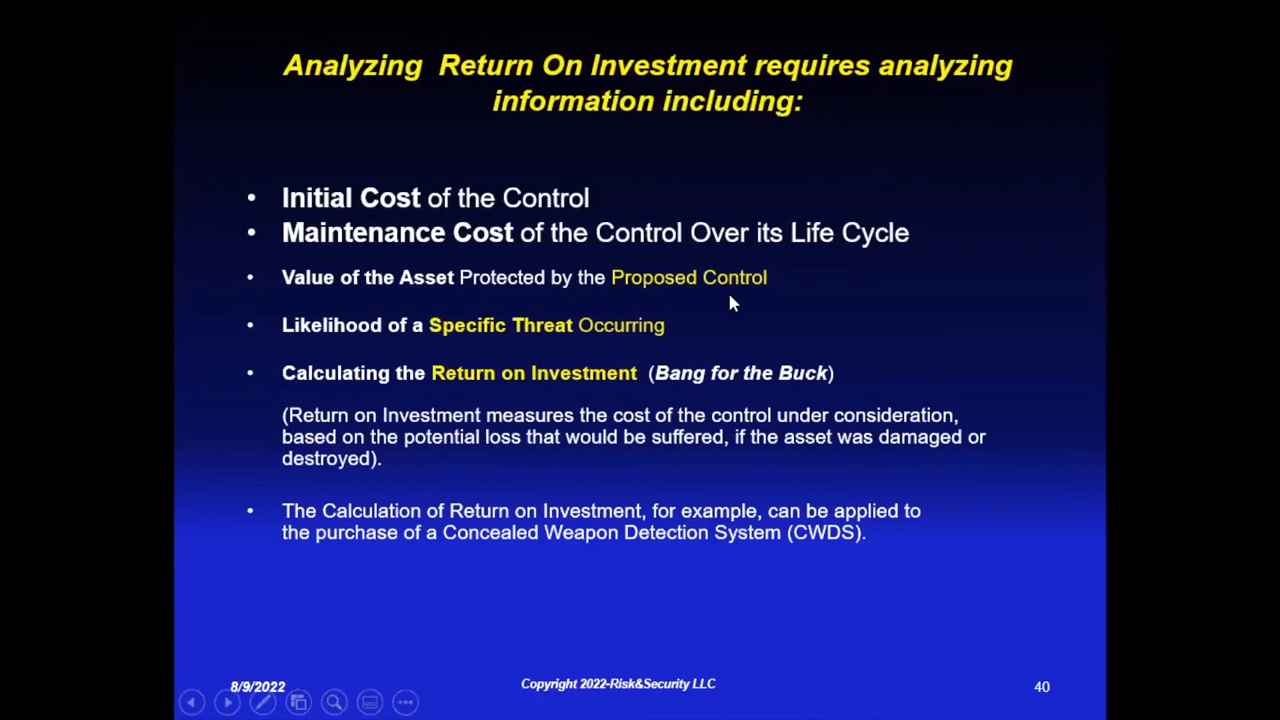 Analyzing Return On Investment requires analyzing
information including:
• Initial Cost of the Control
• Maintenance Cost of the Control Over its Life Cycle
• Value of the Asset Protected by the Proposed Control
• Likelihood of a Specific Threat Occurring
• Calculating the Return on Investment (Bang for the Buck)
(Return on Investment measures the cost of the control under consideration,
based on the potential loss that would be suffered, if the asset was damaged or
destroyed).
• The Calculation of Return on Investment, for example, can be applied to
the purchase of a Concealed Weapon Detection System (CWDS).
8/9/2022
Copyright 2022-Risk&Security LLC
40